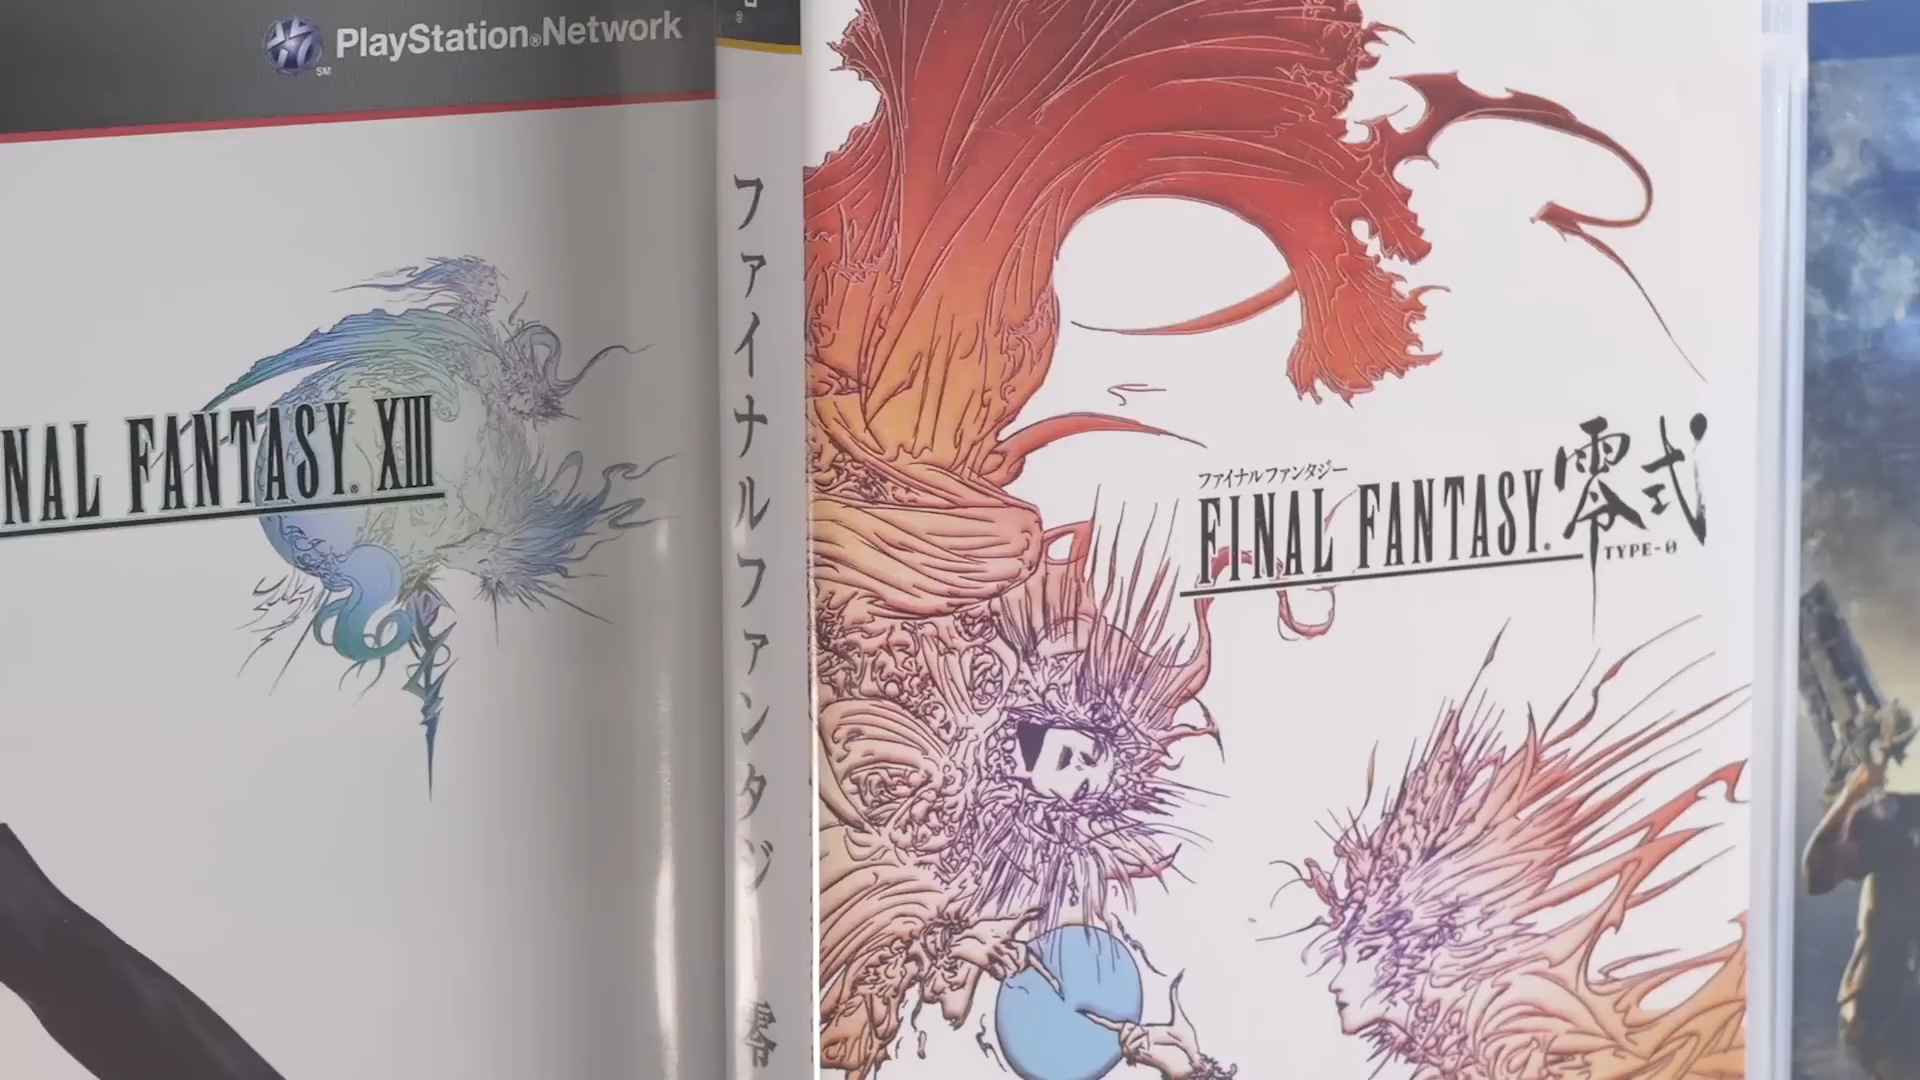 PlayStation®Network
SM
NAL FANTASY® XIII
ファイナルファンタジ 零
ファイナルファンタジー
FINAL FANTASY® 零式
TYPE-0